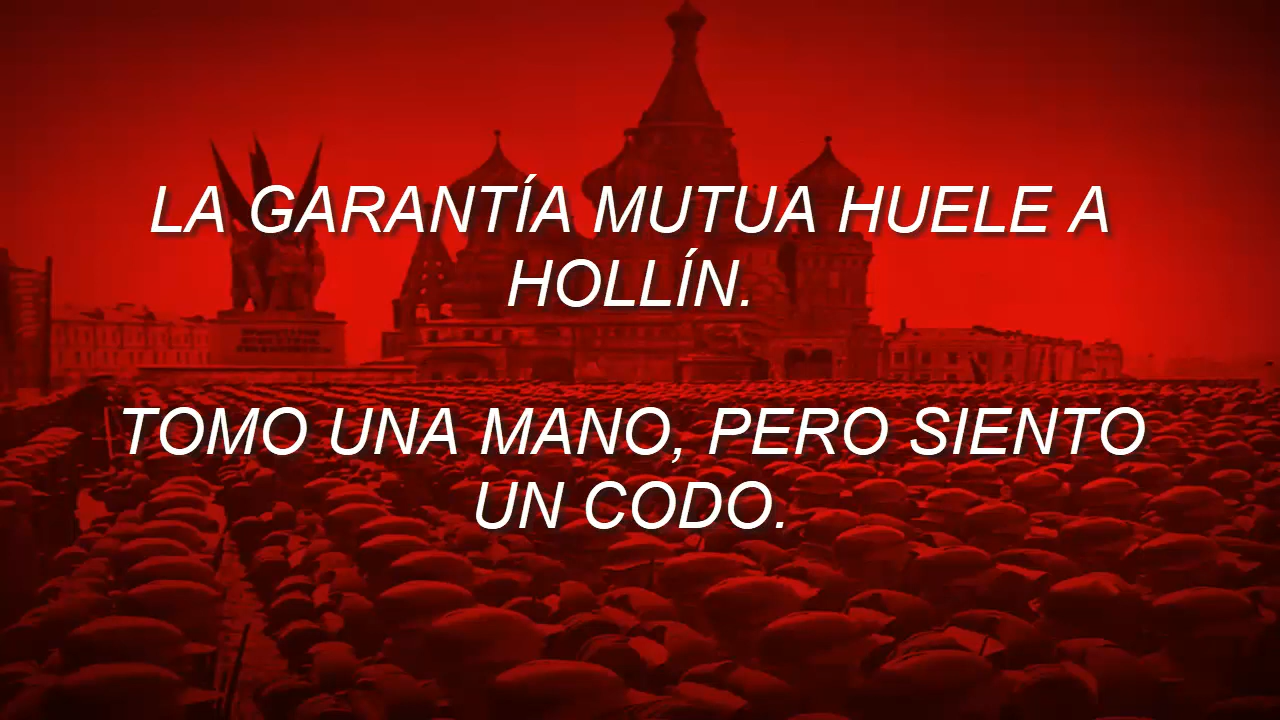 LA GARANTÍA MUTUA HUELE A
HOLLÍN.
TOMO UNA MANO, PERO SIENTO
UN CODO.